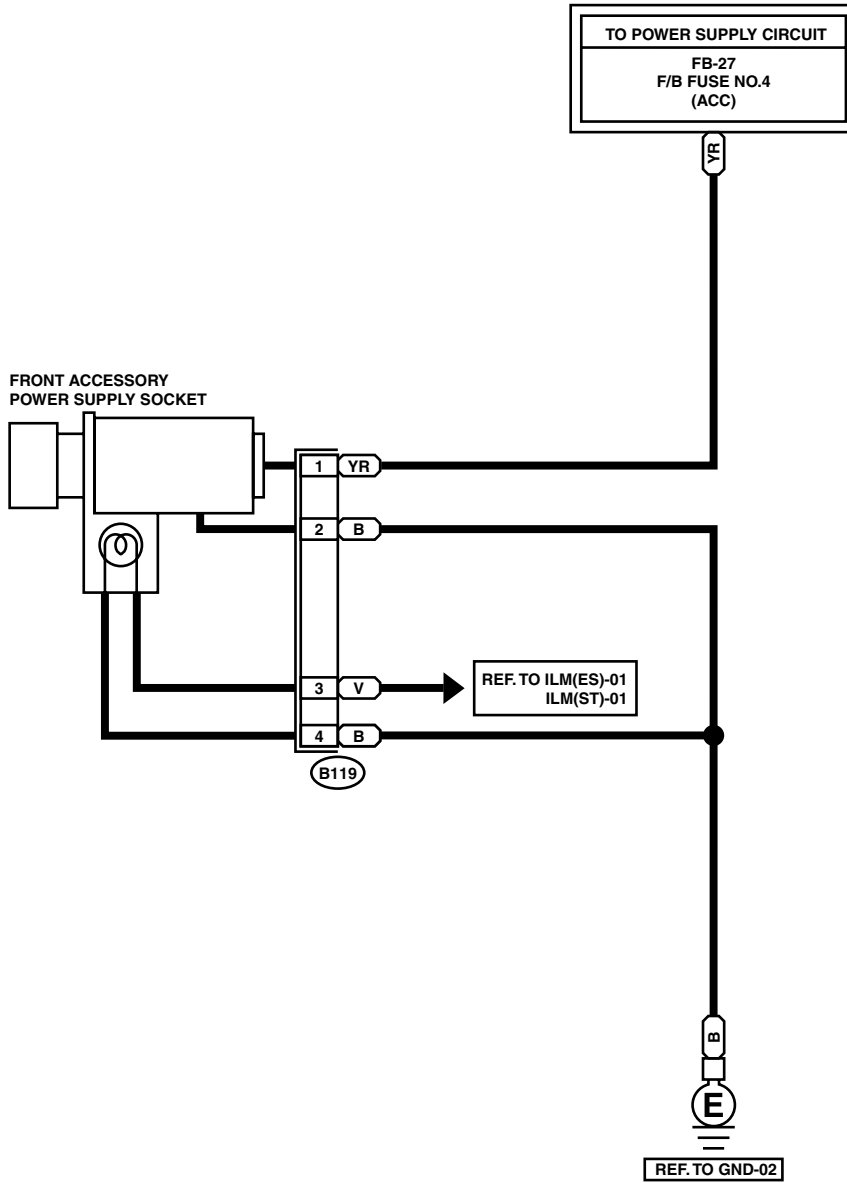 TO POWER SUPPLY CIRCUIT
FB-27
F/B FUSE NO.4
(ACC)
YR
FRONT ACCESSORY
POWER SUPPLY SOCKET
1 YR
2 B
3 V
REF. TO ILM(ES)-01
ILM(ST)-01
4 B
B119
B
E
REF. TO GND-02